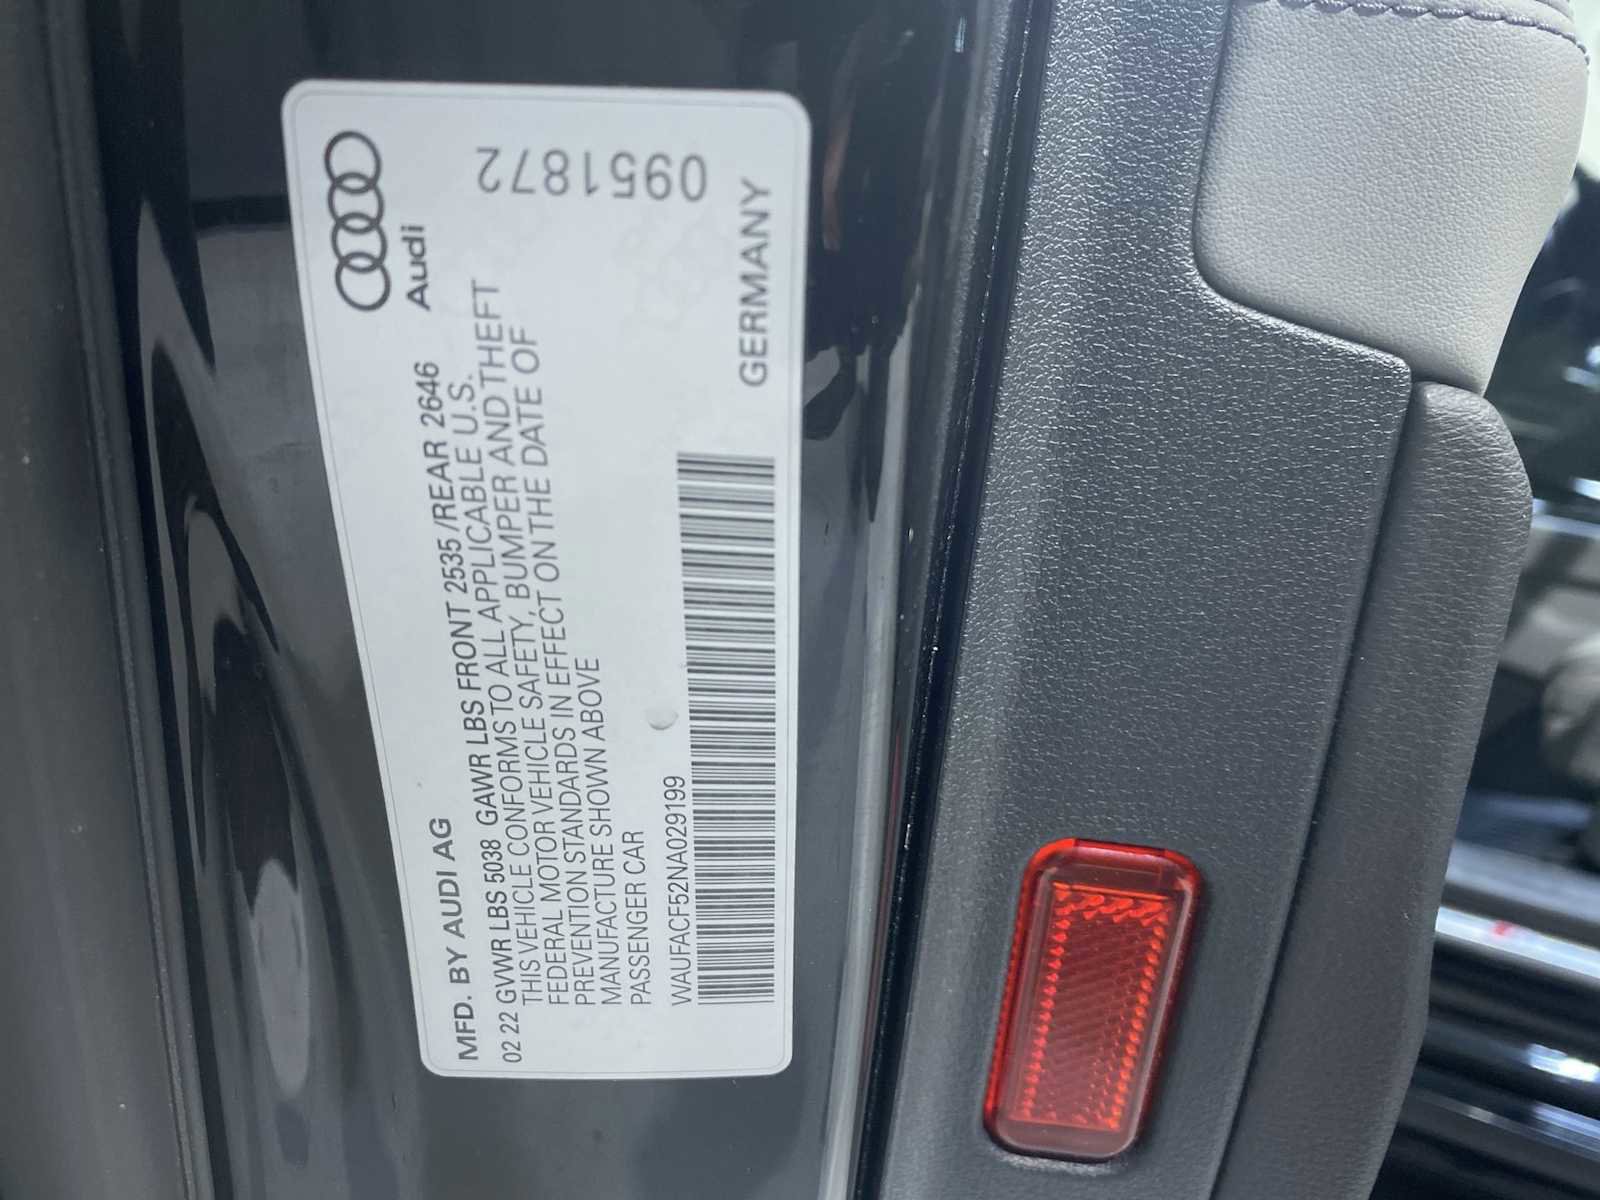 MFD. BY AUDI AG
Audi
02 22 GVWR LBS 5038 GAWR LBS FRONT 2535 /REAR 2646
THIS VEHICLE CONFORMS TO ALL APPLICABLE U.S.
FEDERAL MOTOR VEHICLE SAFETY, BUMPER AND THEFT
PREVENTION STANDARDS IN EFFECT ON THE DATE OF
MANUFACTURE SHOWN ABOVE
PASSENGER CAR
WAUFACF52NA029199
GERMANY
0951872